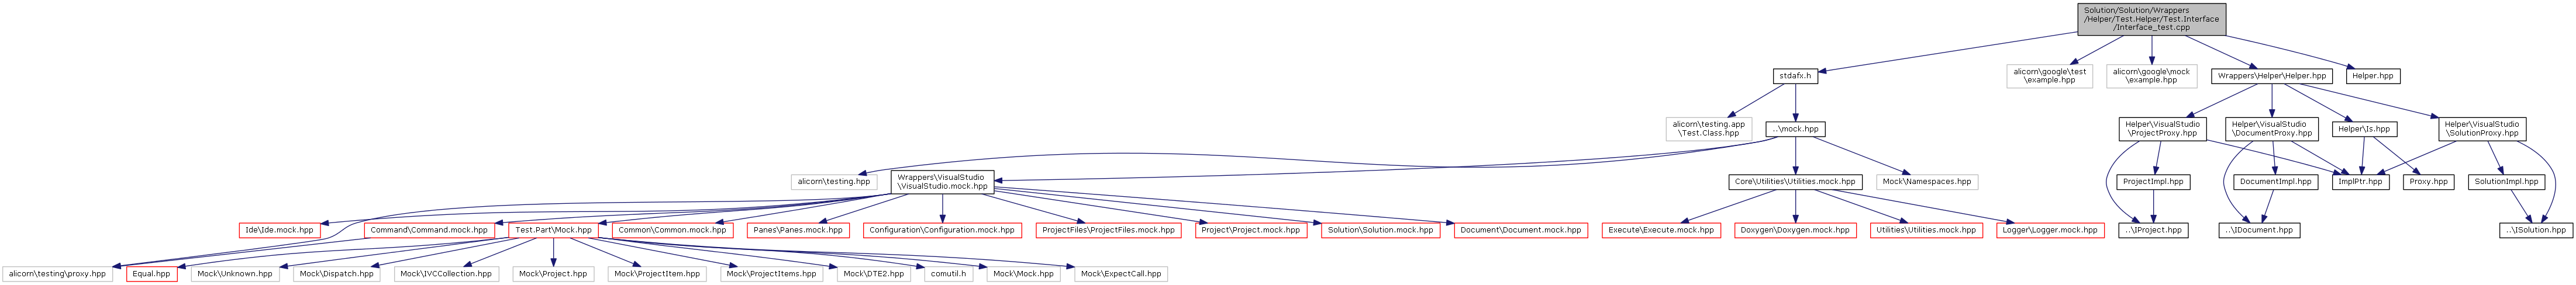 Solution/Solution/Wrappers
/Helper/Test.Helper/Test.Interface
/Interface_test.cpp
stdafx.h
alicorn\google\test
\example.hpp
alicorn\google\mock
\example.hpp
Wrappers\Helper\Helper.hpp
Helper.hpp
alicorn\testing.app
\Test.Class.hpp
..\mock.hpp
Helper\VisualStudio
\ProjectProxy.hpp
Helper\VisualStudio
\DocumentProxy.hpp
Helper\Is.hpp
Helper\VisualStudio
\SolutionProxy.hpp
alicorn\testing.hpp
Wrappers\VisualStudio
\VisualStudio.mock.hpp
Core\Utilities\Utilities.mock.hpp
Mock\Namespaces.hpp
ProjectImpl.hpp
DocumentImpl.hpp
ImplPtr.hpp
Proxy.hpp
SolutionImpl.hpp
Ide\Ide.mock.hpp
Command\Command.mock.hpp
Test.Part\Mock.hpp
Common\Common.mock.hpp
Panes\Panes.mock.hpp
Configuration\Configuration.mock.hpp
ProjectFiles\ProjectFiles.mock.hpp
Project\Project.mock.hpp
Solution\Solution.mock.hpp
Document\Document.mock.hpp
Execute\Execute.mock.hpp
Doxygen\Doxygen.mock.hpp
Utilities\Utilities.mock.hpp
Logger\Logger.mock.hpp
..\IProject.hpp
..\IDocument.hpp
..\ISolution.hpp
alicorn\testing\proxy.hpp
Equal.hpp
Mock\Unknown.hpp
Mock\Dispatch.hpp
Mock\IVCCollection.hpp
Mock\Project.hpp
Mock\ProjectItem.hpp
Mock\ProjectItems.hpp
Mock\DTE2.hpp
comutil.h
Mock\Mock.hpp
Mock\ExpectCall.hpp